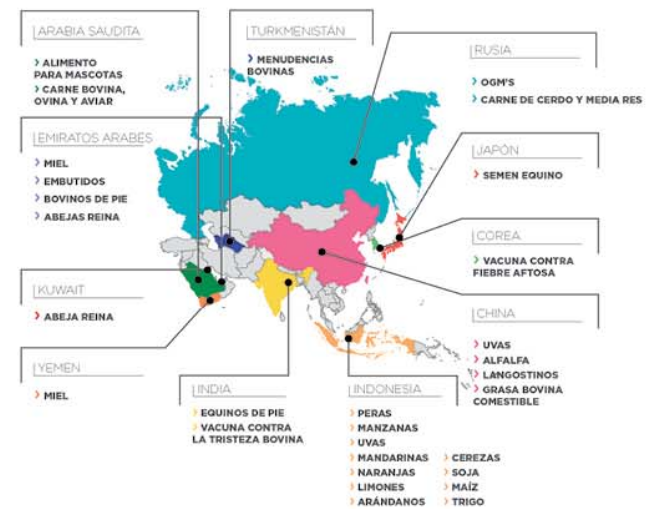 ARABIA SAUDITA
ALIMENTO
PARA MASCOTAS
CARNE BOVINA,
OVINA Y AVIAR
TURKMENISTÁN
MENUDENCIAS
BOVINAS
RUSIA
OGM'S
CARNE DE CERDO Y MEDIA RES
EMIRATOS ARABES
MIEL
EMBUTIDOS
BOVINOS DE PIE
ABEJAS REINA
JAPÓN
SEMEN EQUINO
COREA
VACUNA CONTRA
FIEBRE AFTOSA
KUWAIT
ABEJA REINA
CHINA
UVAS
ALFALFA
LANGOSTINOS
GRASA BOVINA
COMESTIBLE
YEMEN
MIEL
INDIA
EQUINOS DE PIE
VACUNA CONTRA
LA TRISTEZA BOVINA
INDONESIA
PERAS
MANZANAS
UVAS
MANDARINAS
NARANJAS
LIMONES
ARÁNDANOS
CEREZAS
SOJA
MAÍZ
TRIGO